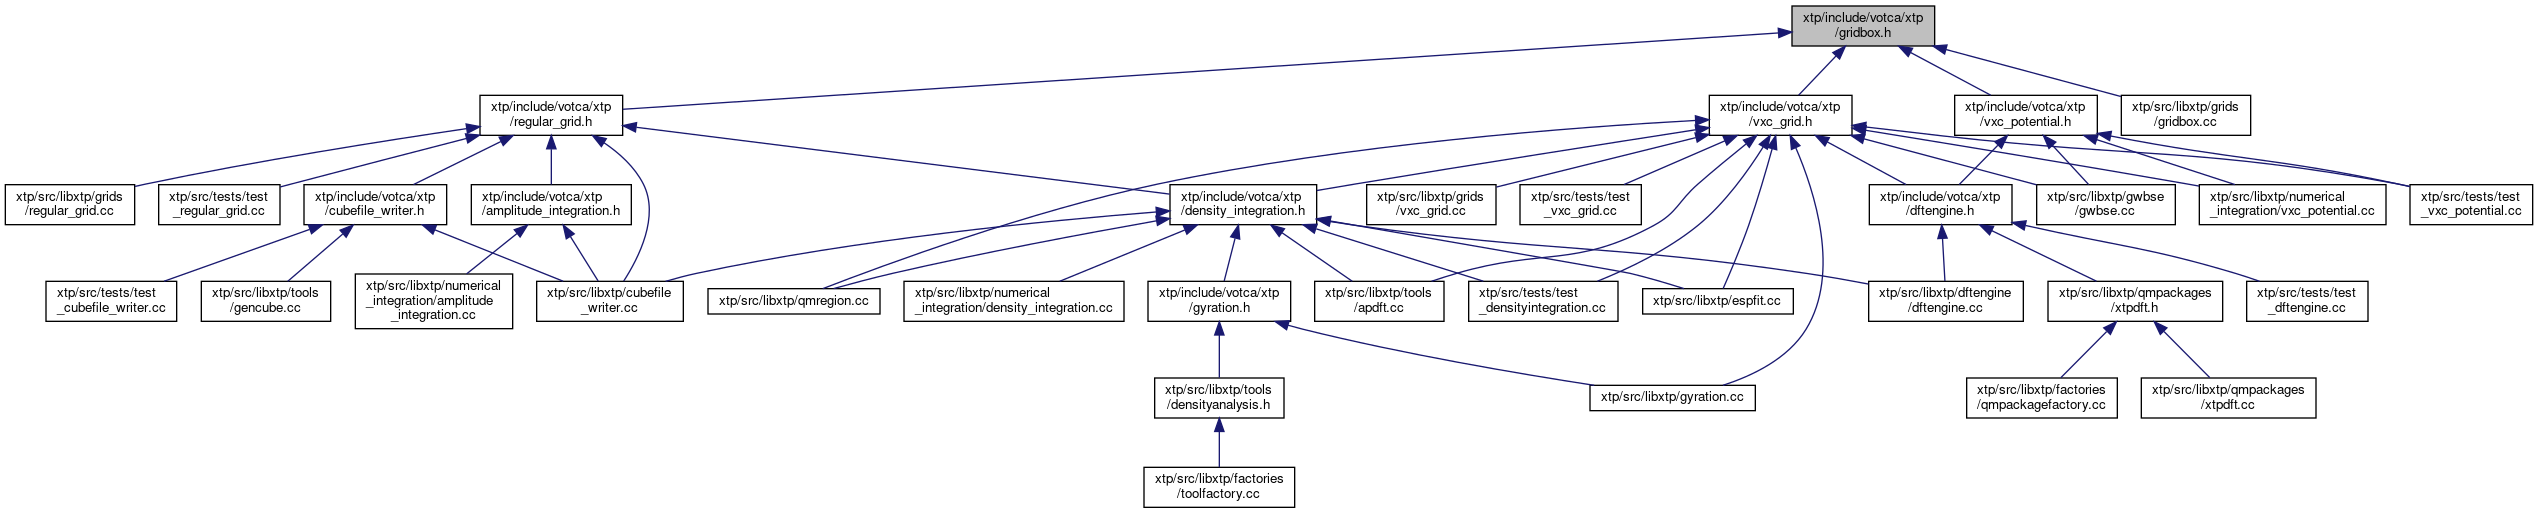 xtp/include/votca/xtp
/gridbox.h
xtp/include/votca/xtp
/regular_grid.h
xtp/include/votca/xtp
/vxc_grid.h
xtp/include/votca/xtp
/vxc_potential.h
xtp/src/libxtp/grids
/gridbox.cc
xtp/src/libxtp/grids
/regular_grid.cc
xtp/src/tests/test
_regular_grid.cc
xtp/include/votca/xtp
/cubefile_writer.h
xtp/include/votca/xtp
/amplitude_integration.h
xtp/include/votca/xtp
/density_integration.h
xtp/src/libxtp/grids
/vxc_grid.cc
xtp/src/tests/test
_vxc_grid.cc
xtp/include/votca/xtp
/dftengine.h
xtp/src/libxtp/gwbse
/gwbse.cc
xtp/src/libxtp/numerical
_integration/vxc_potential.cc
xtp/src/tests/test
_vxc_potential.cc
xtp/src/tests/test
_cubefile_writer.cc
xtp/src/libxtp/tools
/gencube.cc
xtp/src/libxtp/numerical
_integration/amplitude
_integration.cc
xtp/src/libxtp/cubefile
_writer.cc
xtp/src/libxtp/qmregion.cc
xtp/src/libxtp/numerical
_integration/density_integration.cc
xtp/include/votca/xtp
/gyration.h
xtp/src/libxtp/tools
/apdft.cc
xtp/src/tests/test
_densityintegration.cc
xtp/src/libxtp/espfit.cc
xtp/src/libxtp/dftengine
/dftengine.cc
xtp/src/libxtp/qmpackages
/xtpdft.h
xtp/src/tests/test
_dftengine.cc
xtp/src/libxtp/tools
/densityanalysis.h
xtp/src/libxtp/gyration.cc
xtp/src/libxtp/factories
/qmpackagefactory.cc
xtp/src/libxtp/qmpackages
/xtpdft.cc
xtp/src/libxtp/factories
/toolfactory.cc